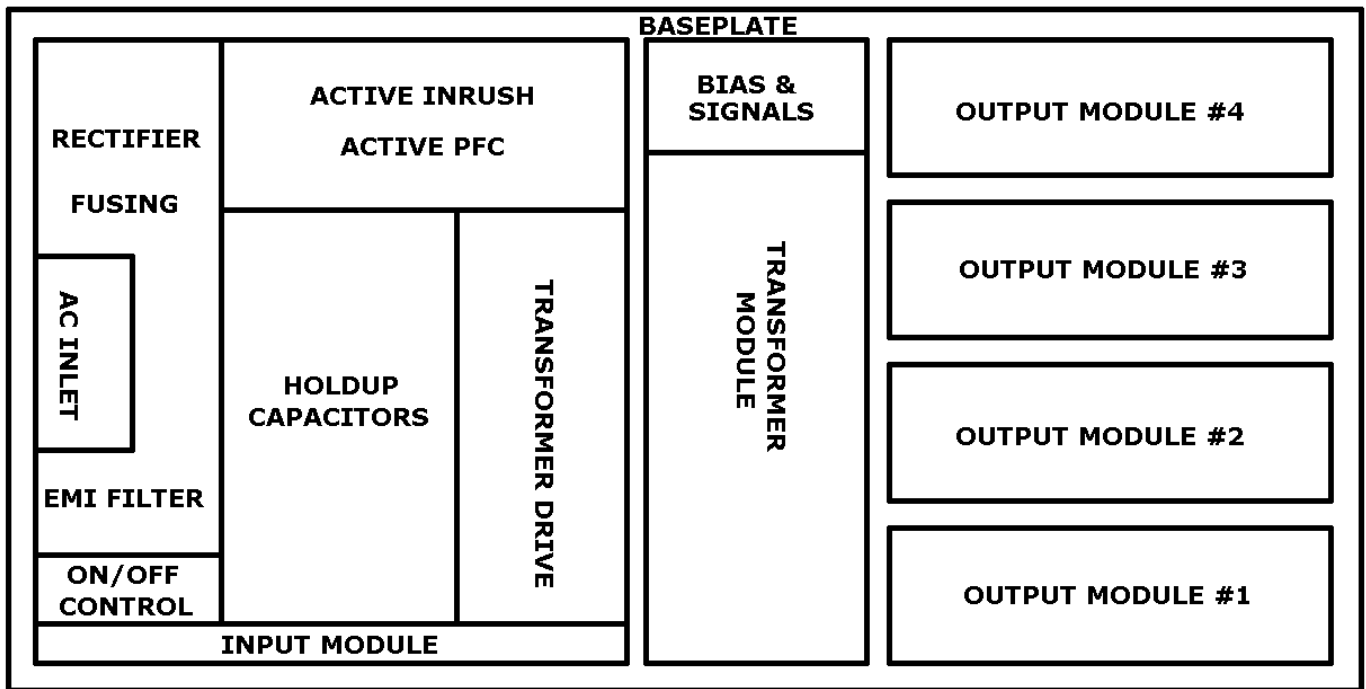 BASEPLATE
RECTIFIER
FUSING
AC INLET
EMI FILTER
ON/OFF
CONTROL
ACTIVE INRUSH
ACTIVE PFC
HOLDUP
CAPACITORS
TRANSFORMER DRIVE
INPUT MODULE
BIAS &
SIGNALS
TRANSFORMER
MODULE
OUTPUT MODULE #4
OUTPUT MODULE #3
OUTPUT MODULE #2
OUTPUT MODULE #1